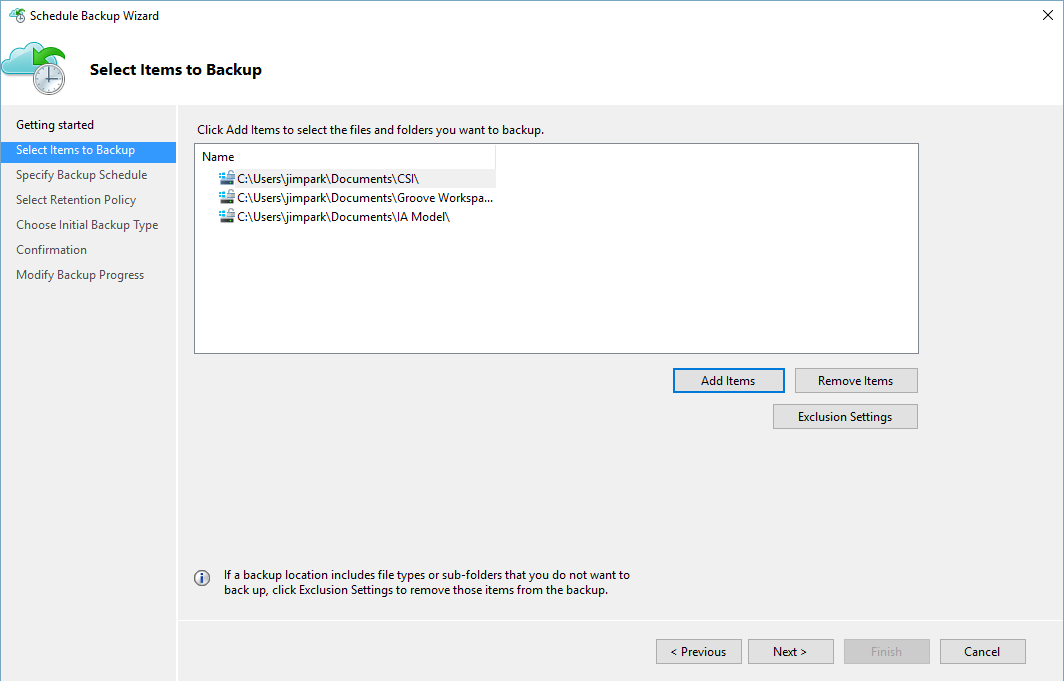 Schedule Backup Wizard
Select Items to Backup
Getting started
Select Items to Backup
Specify Backup Schedule
Select Retention Policy
Choose Initial Backup Type
Confirmation
Modify Backup Progress
Click Add Items to select the files and folders you want to backup.
Name
C:\Users\jimpark\Documents\CSI\
C:\Users\jimpark\Documents\Groove Workspa...
C:\Users\jimpark\Documents\IA Model\
Add Items
Remove Items
Exclusion Settings
If a backup location includes file types or sub-folders that you do not want to
back up, click Exclusion Settings to remove those items from the backup.
< Previous
Next >
Finish
Cancel